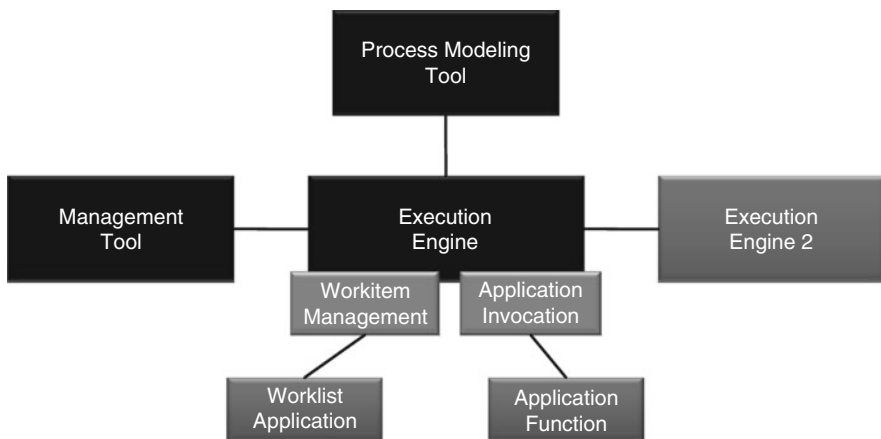 Process Modeling
Tool
Management
Tool
Execution
Engine
Execution
Engine 2
Workitem
Management
Application
Invocation
Worklist
Application
Application
Function